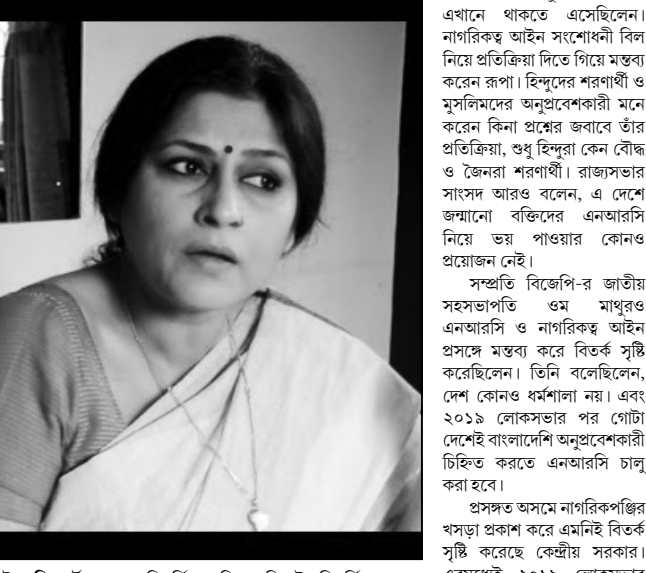 এখানে থাকতে এসেছিলেন।
নাগরিকত্ব আইন সংশোধনী বিল
নিয়ে প্রতিক্রিয়া দিতে গিয়ে মন্তব্য
করেন রূপা। হিন্দুদের শরণার্থী ও
মুসলিমদের অনুপ্রবেশকারী মনে
করেন কিনা প্রশ্নের জবাবে তাঁর
প্রতিক্রিয়া, শুধু হিন্দুরা কেন বৌদ্ধ
ও জৈনরা শরণার্থী। রাজ্যসভার
সাংসদ আরও বলেন, এ দেশে
জন্মানো বক্তিদের এনআরসি
নিয়ে ভয় পাওয়ার কোনও
প্রয়োজন নেই।
সম্প্রতি বিজেপি-র জাতীয়
সহসভাপতি ওম মাথুরও
এনআরসি ও নাগরিকত্ব আইন
প্রসঙ্গে মন্তব্য করে বিতর্ক সৃষ্টি
করেছিলেন। তিনি বলেছিলেন,
দেশ কোনও ধর্মশালা নয়। এবং
২০১৯ লোকসভার পর গোটা
দেশেই বাংলাদেশি অনুপ্রবেশকারী
চিহ্নিত করতে এনআরসি চালু
করা হবে।
প্রসঙ্গত অসমে নাগরিকপঞ্জির
খসড়া প্রকাশ করে এমনিই বিতর্ক
সৃষ্টি করেছে কেন্দ্রীয় সরকার।